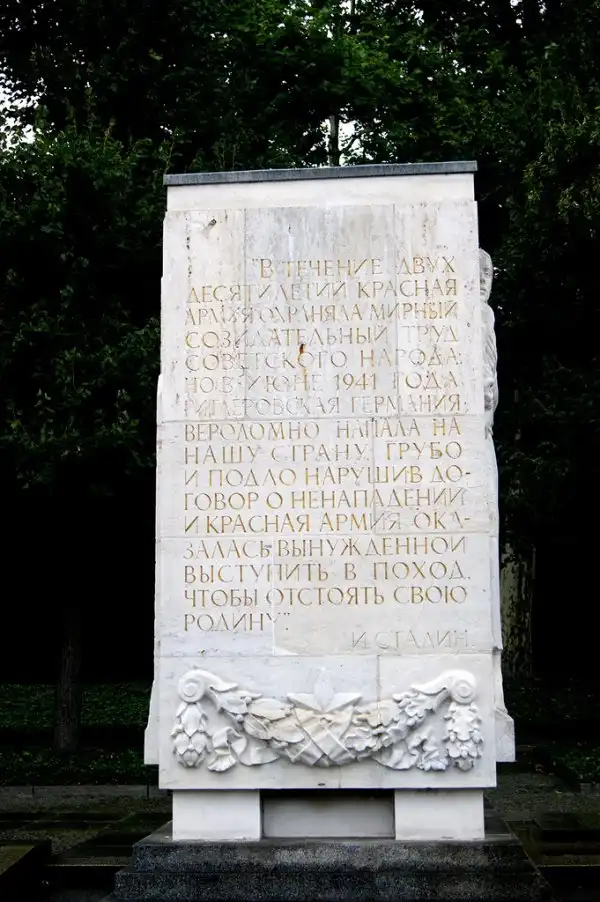 "В ТЕЧЕНИЕ ДВУХ
ДЕСЯТИЛЕТИЙ КРАСНАЯ
АРМИЯ ОХРАНЯЛА МИРНЫЙ
СОЗИДАТЕЛЬНЫЙ ТРУД
СОВЕТСКОГО НАРОДА.
НО В ИЮНЕ 1941 ГОДА
ГИТЛЕРОВСКАЯ ГЕРМАНИЯ
ВЕРОЛОМНО НАПАЛА НА
НАШУ СТРАНУ, ГРУБО
И ПОДЛО НАРУШИВ ДО-
ГОВОР О НЕНАПАДЕНИИ
И КРАСНАЯ АРМИЯ ОКА-
ЗАЛАСЬ ВЫНУЖДЕННОЙ
ВЫСТУПИТЬ В ПОХОД,
ЧТОБЫ ОТСТОЯТЬ СВОЮ
РОДИНУ".
И. СТАЛИН.